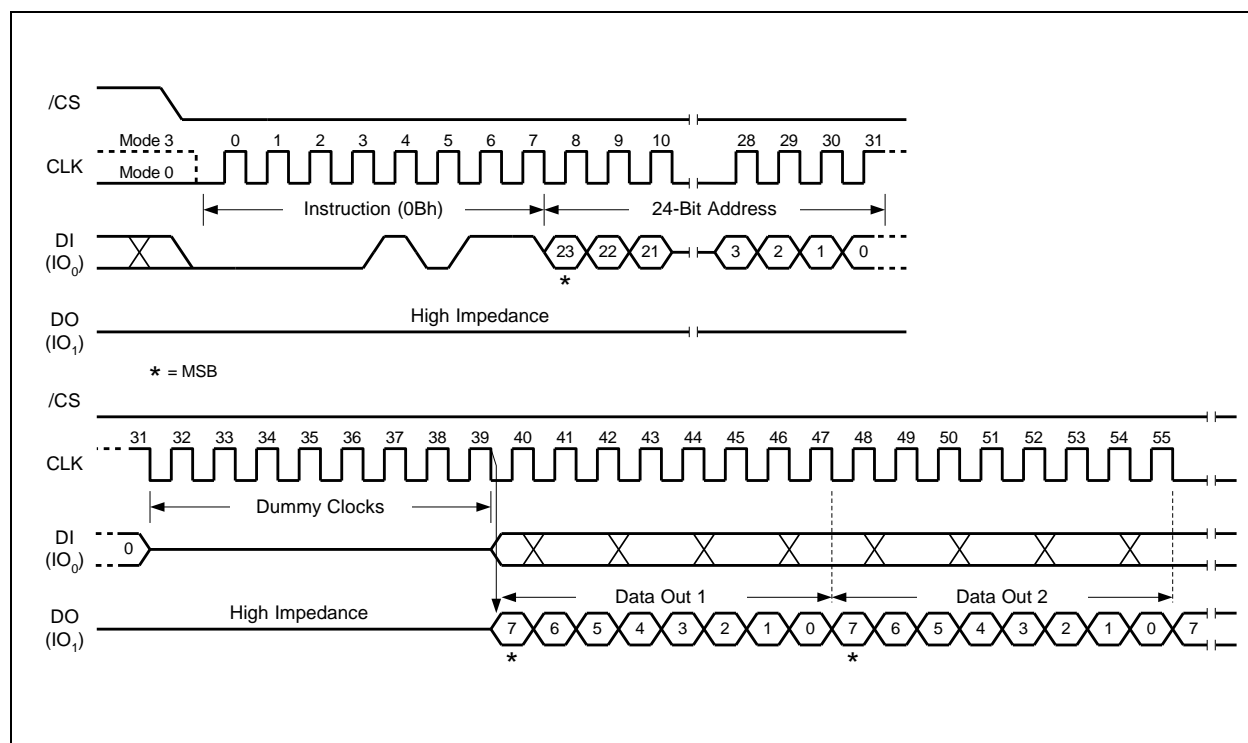 /CS
Mode 3 0 1 2 3 4 5 6 7 8 9 10 28 29 30 31
CLK
Mode 0
Instruction (0Bh) 24-Bit Address
DI
(IO0) 23 22 21 3 2 1 0
*
DO
(IO1)
High Impedance
* = MSB
/CS
31 32 33 34 35 36 37 38 39 40 41 42 43 44 45 46 47 48 49 50 51 52 53 54 55
CLK
Dummy Clocks
DI
(IO0) 0
Data Out 1 Data Out 2
High Impedance
DO
(IO1) 7 6 5 4 3 2 1 0 7 6 5 4 3 2 1 0 7
* *